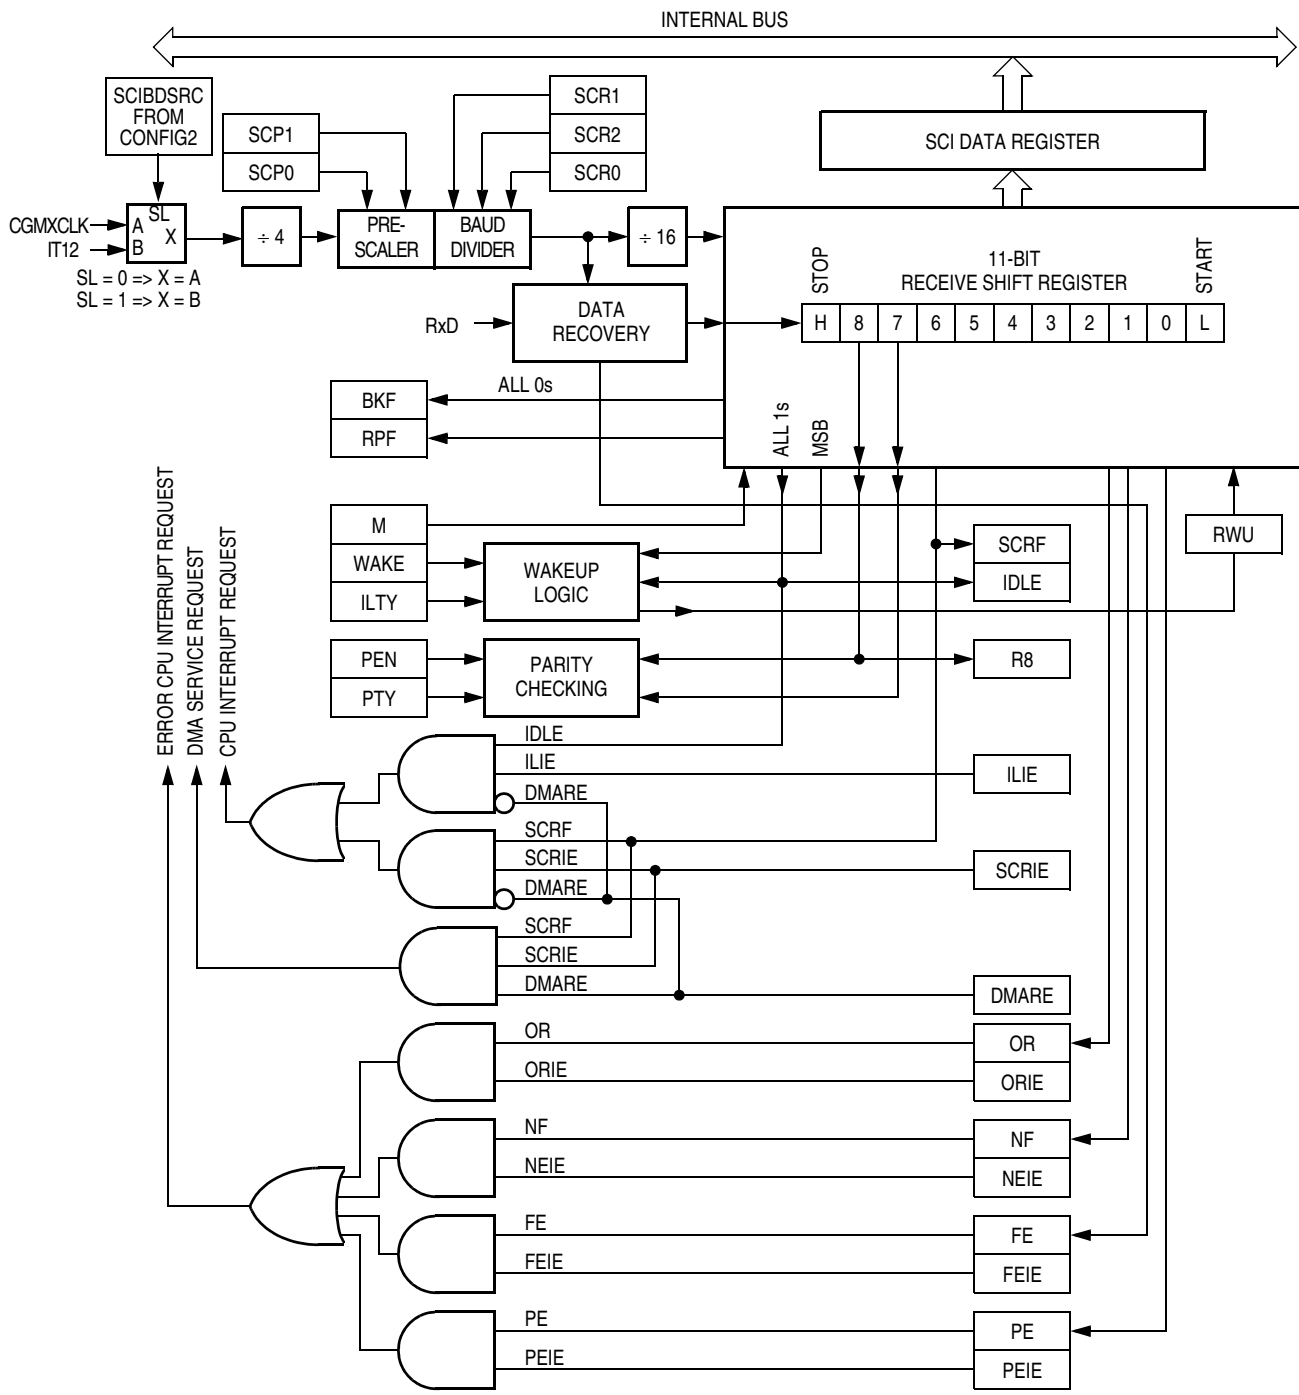 INTERNAL BUS
SCIBDSRC
FROM
CONFIG2
SCR1
SCR2
SCR0
SCP1
SCP0
SCI DATA REGISTER
CGMXCLK
IT12
SL
A
B
X
SL = 0 => X = A
SL = 1 => X = B
÷ 4
PRE-
SCALER
BAUD
DIVIDER
÷ 16
STOP
11-BIT
RECEIVE SHIFT REGISTER
START
H 8 7 6 5 4 3 2 1 0 L
RxD
DATA
RECOVERY
ALL 0s
BKF
RPF
ALL 1s
MSB
M
WAKE
ILTY
WAKEUP
LOGIC
SCRF
IDLE
RWU
PEN
PTY
PARITY
CHECKING
R8
ERROR CPU INTERRUPT REQUEST
DMA SERVICE REQUEST
CPU INTERRUPT REQUEST
IDLE
ILIE
DMARE
ILIE
SCRF
SCRIE
DMARE
SCRIE
SCRF
SCRIE
DMARE
DMARE
OR
ORIE
OR
ORIE
NF
NEIE
NF
NEIE
FE
FEIE
FE
FEIE
PE
PEIE
PE
PEIE